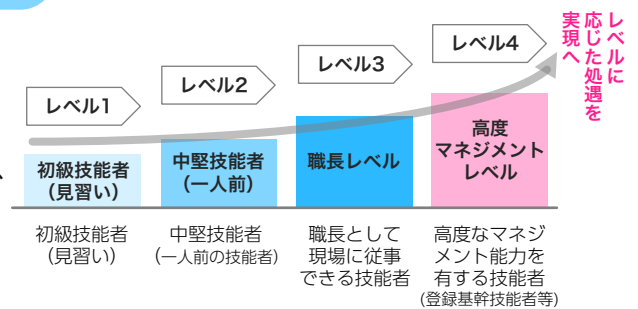 レベル1
レベル2
レベル3
レベル4
レベルに
応じた処遇を
実現へ
初級技能者
(見習い)
中堅技能者
(一人前)
職長レベル
高度
マネジメント
レベル
初級技能者
(見習い)
中堅技能者
(一人前の技能者)
職長として
現場に従事
できる技能者
高度なマネジ
メント能力を
有する技能者
(登録基幹技能者等)